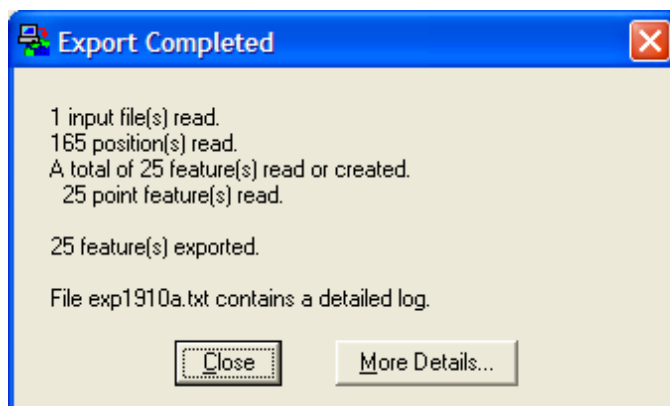 Export Completed
1 input file(s) read.
165 position(s) read.
A total of 25 feature(s) read or created.
25 point feature(s) read.
25 feature(s) exported.
File exp1910a.txt contains a detailed log.
Close
More Details...